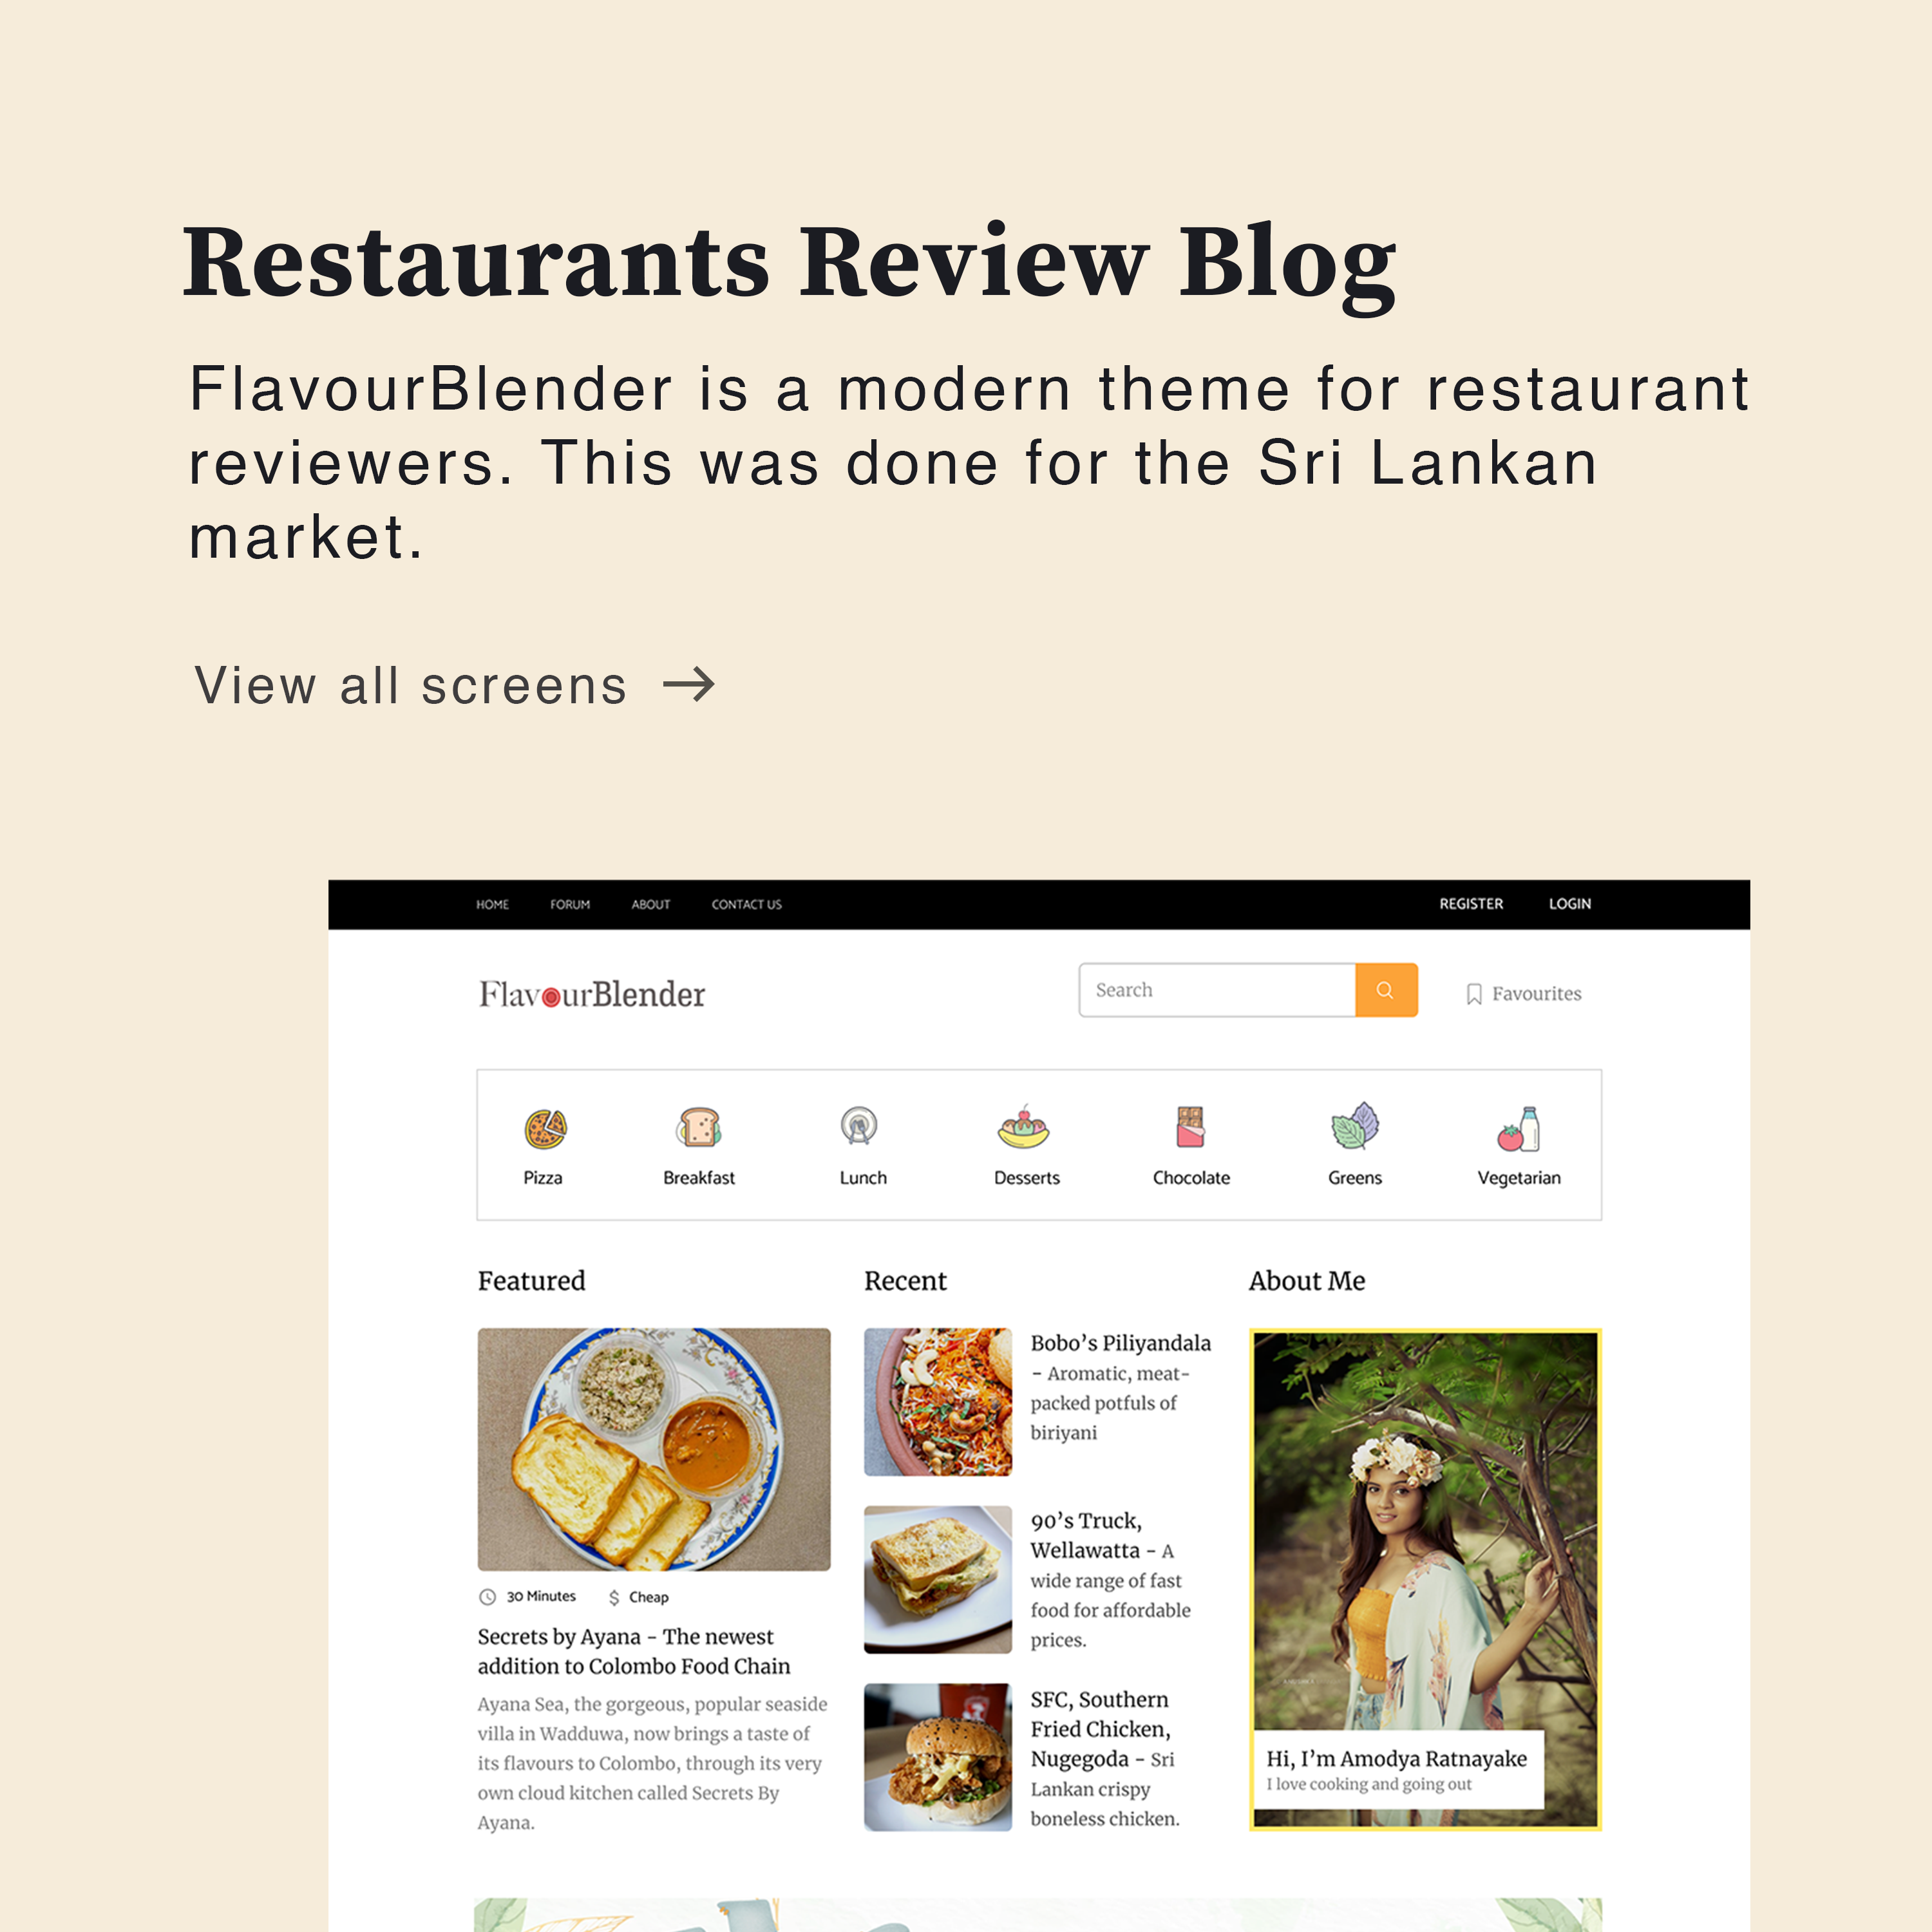 Restaurants Review Blog
FlavourBlender is a modern theme for restaurant
reviewers. This was done for the Sri Lankan
market.
View all screens →
HOME FORUM ABOUT CONTACT US REGISTER LOGIN
FlavourBlender
Search
Favourites
Pizza Breakfast Lunch Desserts Chocolate Greens Vegetarian
Featured
30 Minutes $ Cheap
Secrets by Ayana - The newest
addition to Colombo Food Chain
Ayana Sea, the gorgeous, popular seaside
villa in Wadduwa, now brings a taste of
its flavours to Colombo, through its very
own cloud kitchen called Secrets By
Ayana.
Recent
Bobo’s Piliyandala
- Aromatic, meat-
packed potfuls of
biriyani
90’s Truck,
Wellawatta - A
wide range of fast
food for affordable
prices.
SFC, Southern
Fried Chicken,
Nugegoda - Sri
Lankan crispy
boneless chicken.
About Me
Hi, I’m Amodya Ratnayake
I love cooking and going out